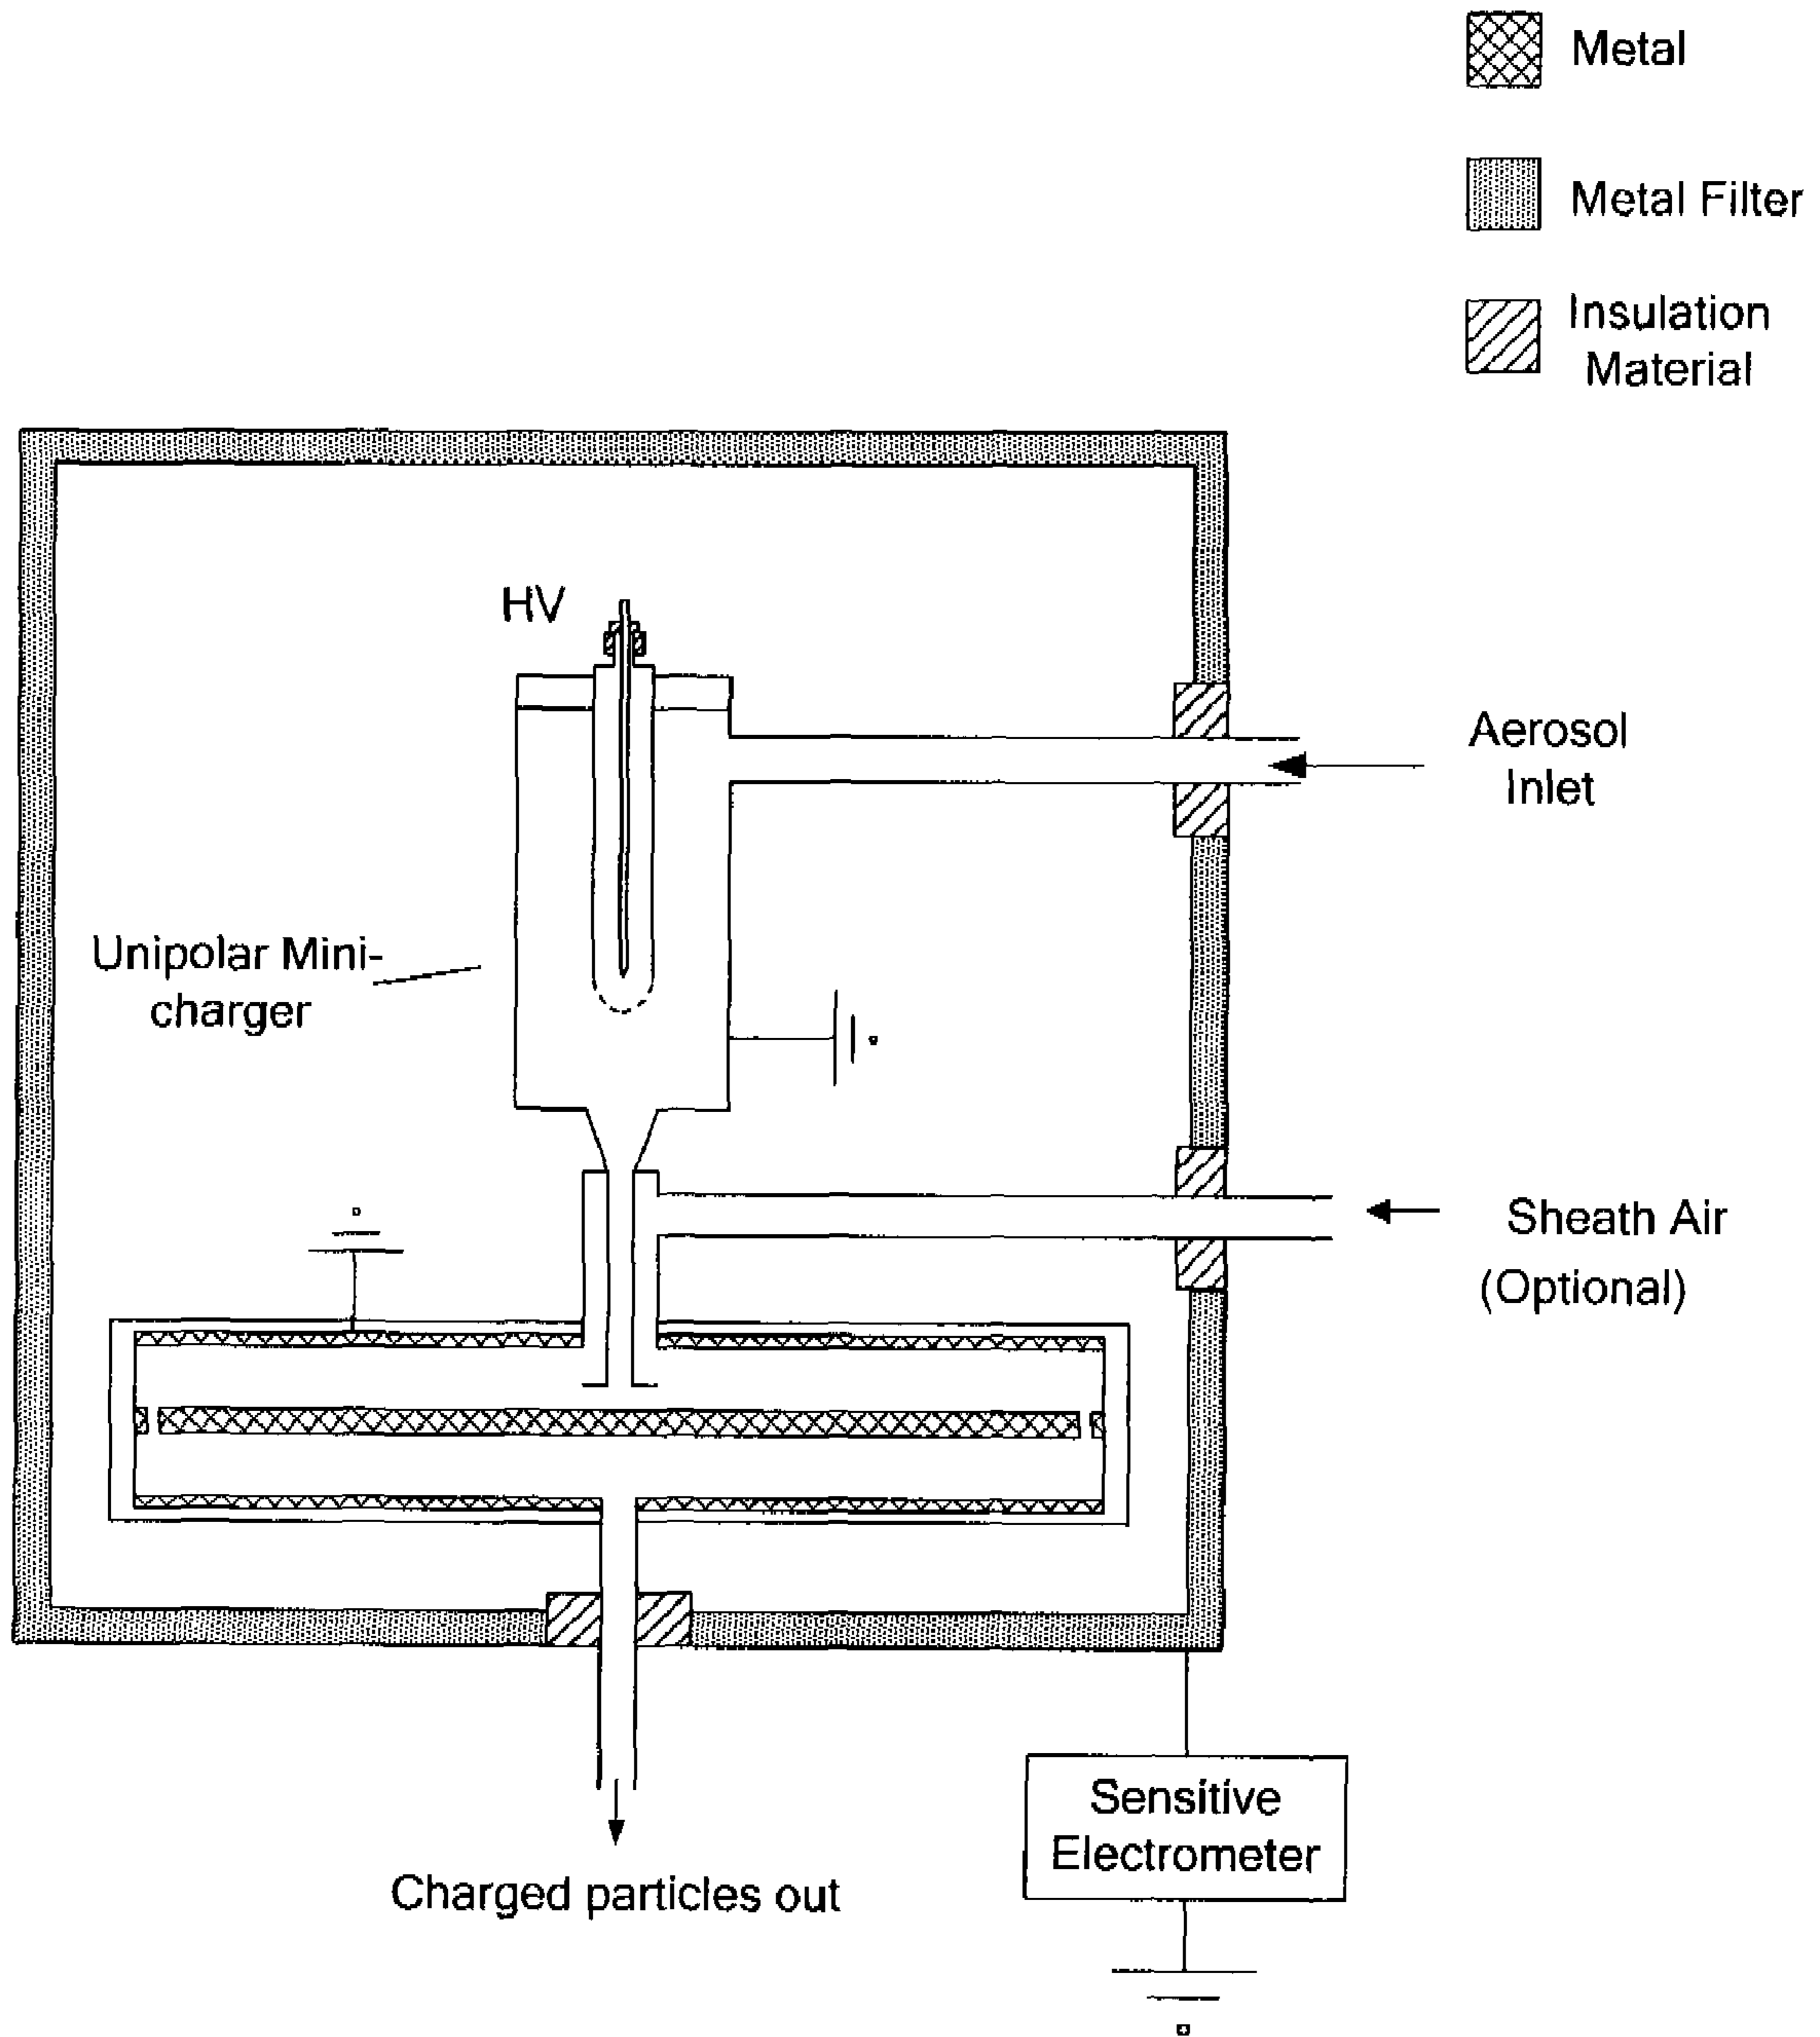 Metal
Metal Filter
Insulation
Material
HV
Aerosol
Inlet
Unipolar Mini-
charger
Sheath Air
(Optional)
Sensitive
Electrometer
Charged particles out